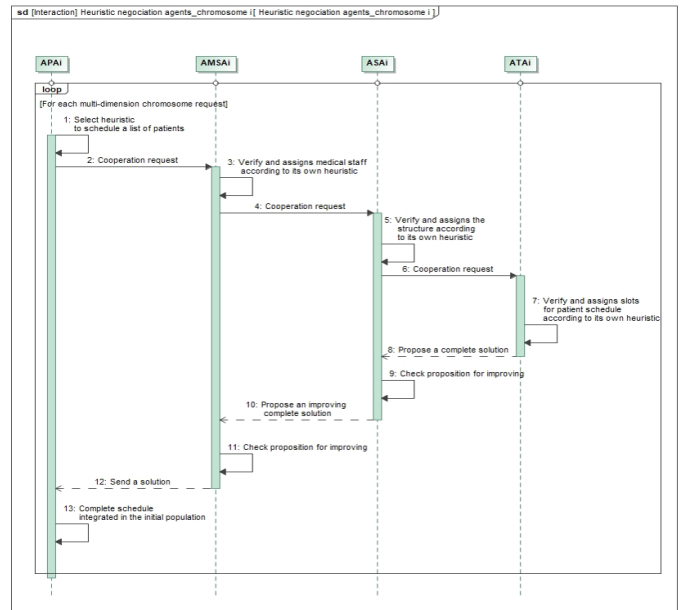 sd [Interaction] Heuristic negociation agents_chromosome i[ Heuristic negociation agents_chromosome i ]
APAi
AMSAi
ASAi
ATAi
loop
[For each multi-dimension chromosome request]
1: Select heuristic
to schedule a list of patients
2: Cooperation request
3: Verify and assigns medical staff
according to its own heuristic
4: Cooperation request
5: Verify and assigns the
structure according
to its own heuristic
6: Cooperation request
7: Verify and assigns slots
for patient schedule
according to its own heuristic
8: Propose a complete solution
9: Check proposition for improving
10: Propose an improving
complete solution
11: Check proposition for improving
12: Send a solution
13: Complete schedule
integrated in the initial population